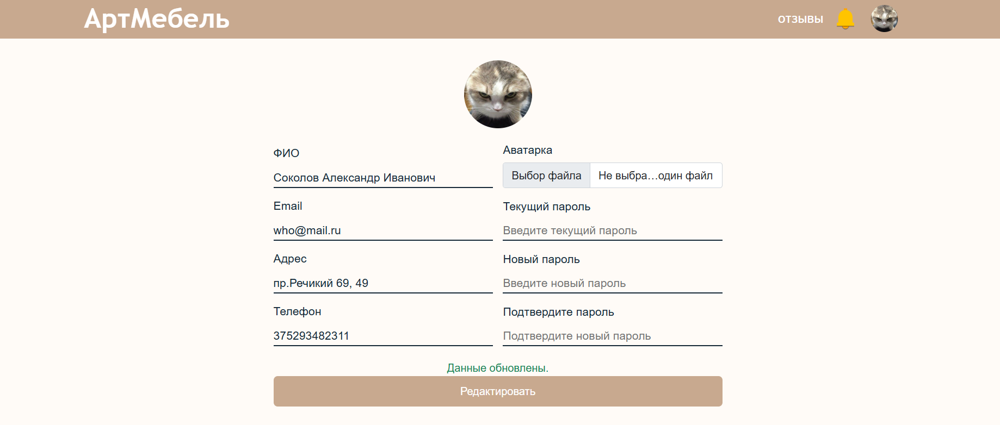 АртМебель
ОТЗЫВЫ
ФИО
Соколов Александр Иванович
Email
who@mail.ru
Адрес
пр.Речикий 69, 49
Телефон
375293482311
Аватарка
Выбор файла Не выбра...один файл
Текущий пароль
Введите текущий пароль
Новый пароль
Введите новый пароль
Подтвердите пароль
Подтвердите новый пароль
Данные обновлены.
Редактировать